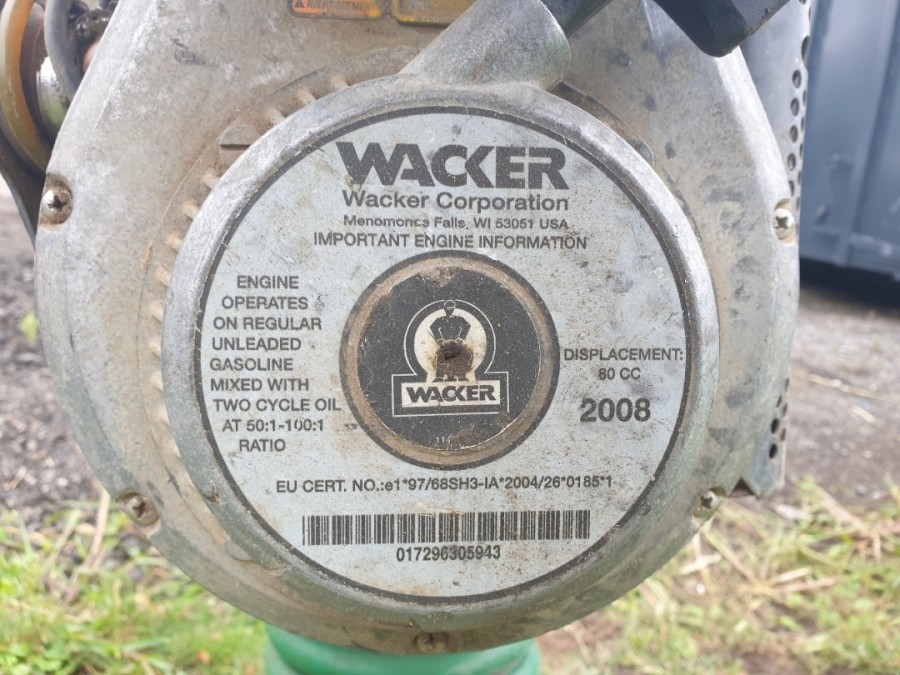 AVERTISSEMENT
WACKER
Wacker Corporation
Menomonee Falls, WI 53051 USA
IMPORTANT ENGINE INFORMATION
ENGINE
OPERATES
ON REGULAR
UNLEADED
GASOLINE
MIXED WITH
TWO CYCLE OIL
AT 50:1-100:1
RATIO
WACKER
DISPLACEMENT:
80 CC
2008
EU CERT. NO.:e1*97/68SH3-IA*2004/26*0185*1
017296305943